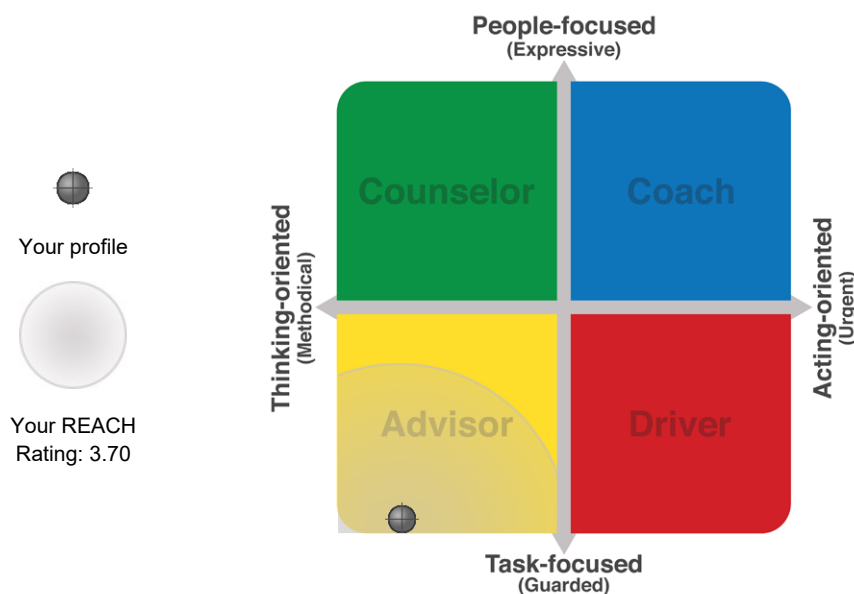 People-focused
(Expressive)
Counselor
Coach
Your profile
Thinking-oriented
(Methodical)
Acting-oriented
(Urgent)
Your REACH
Rating: 3.70
Advisor
Driver
Task-focused
(Guarded)